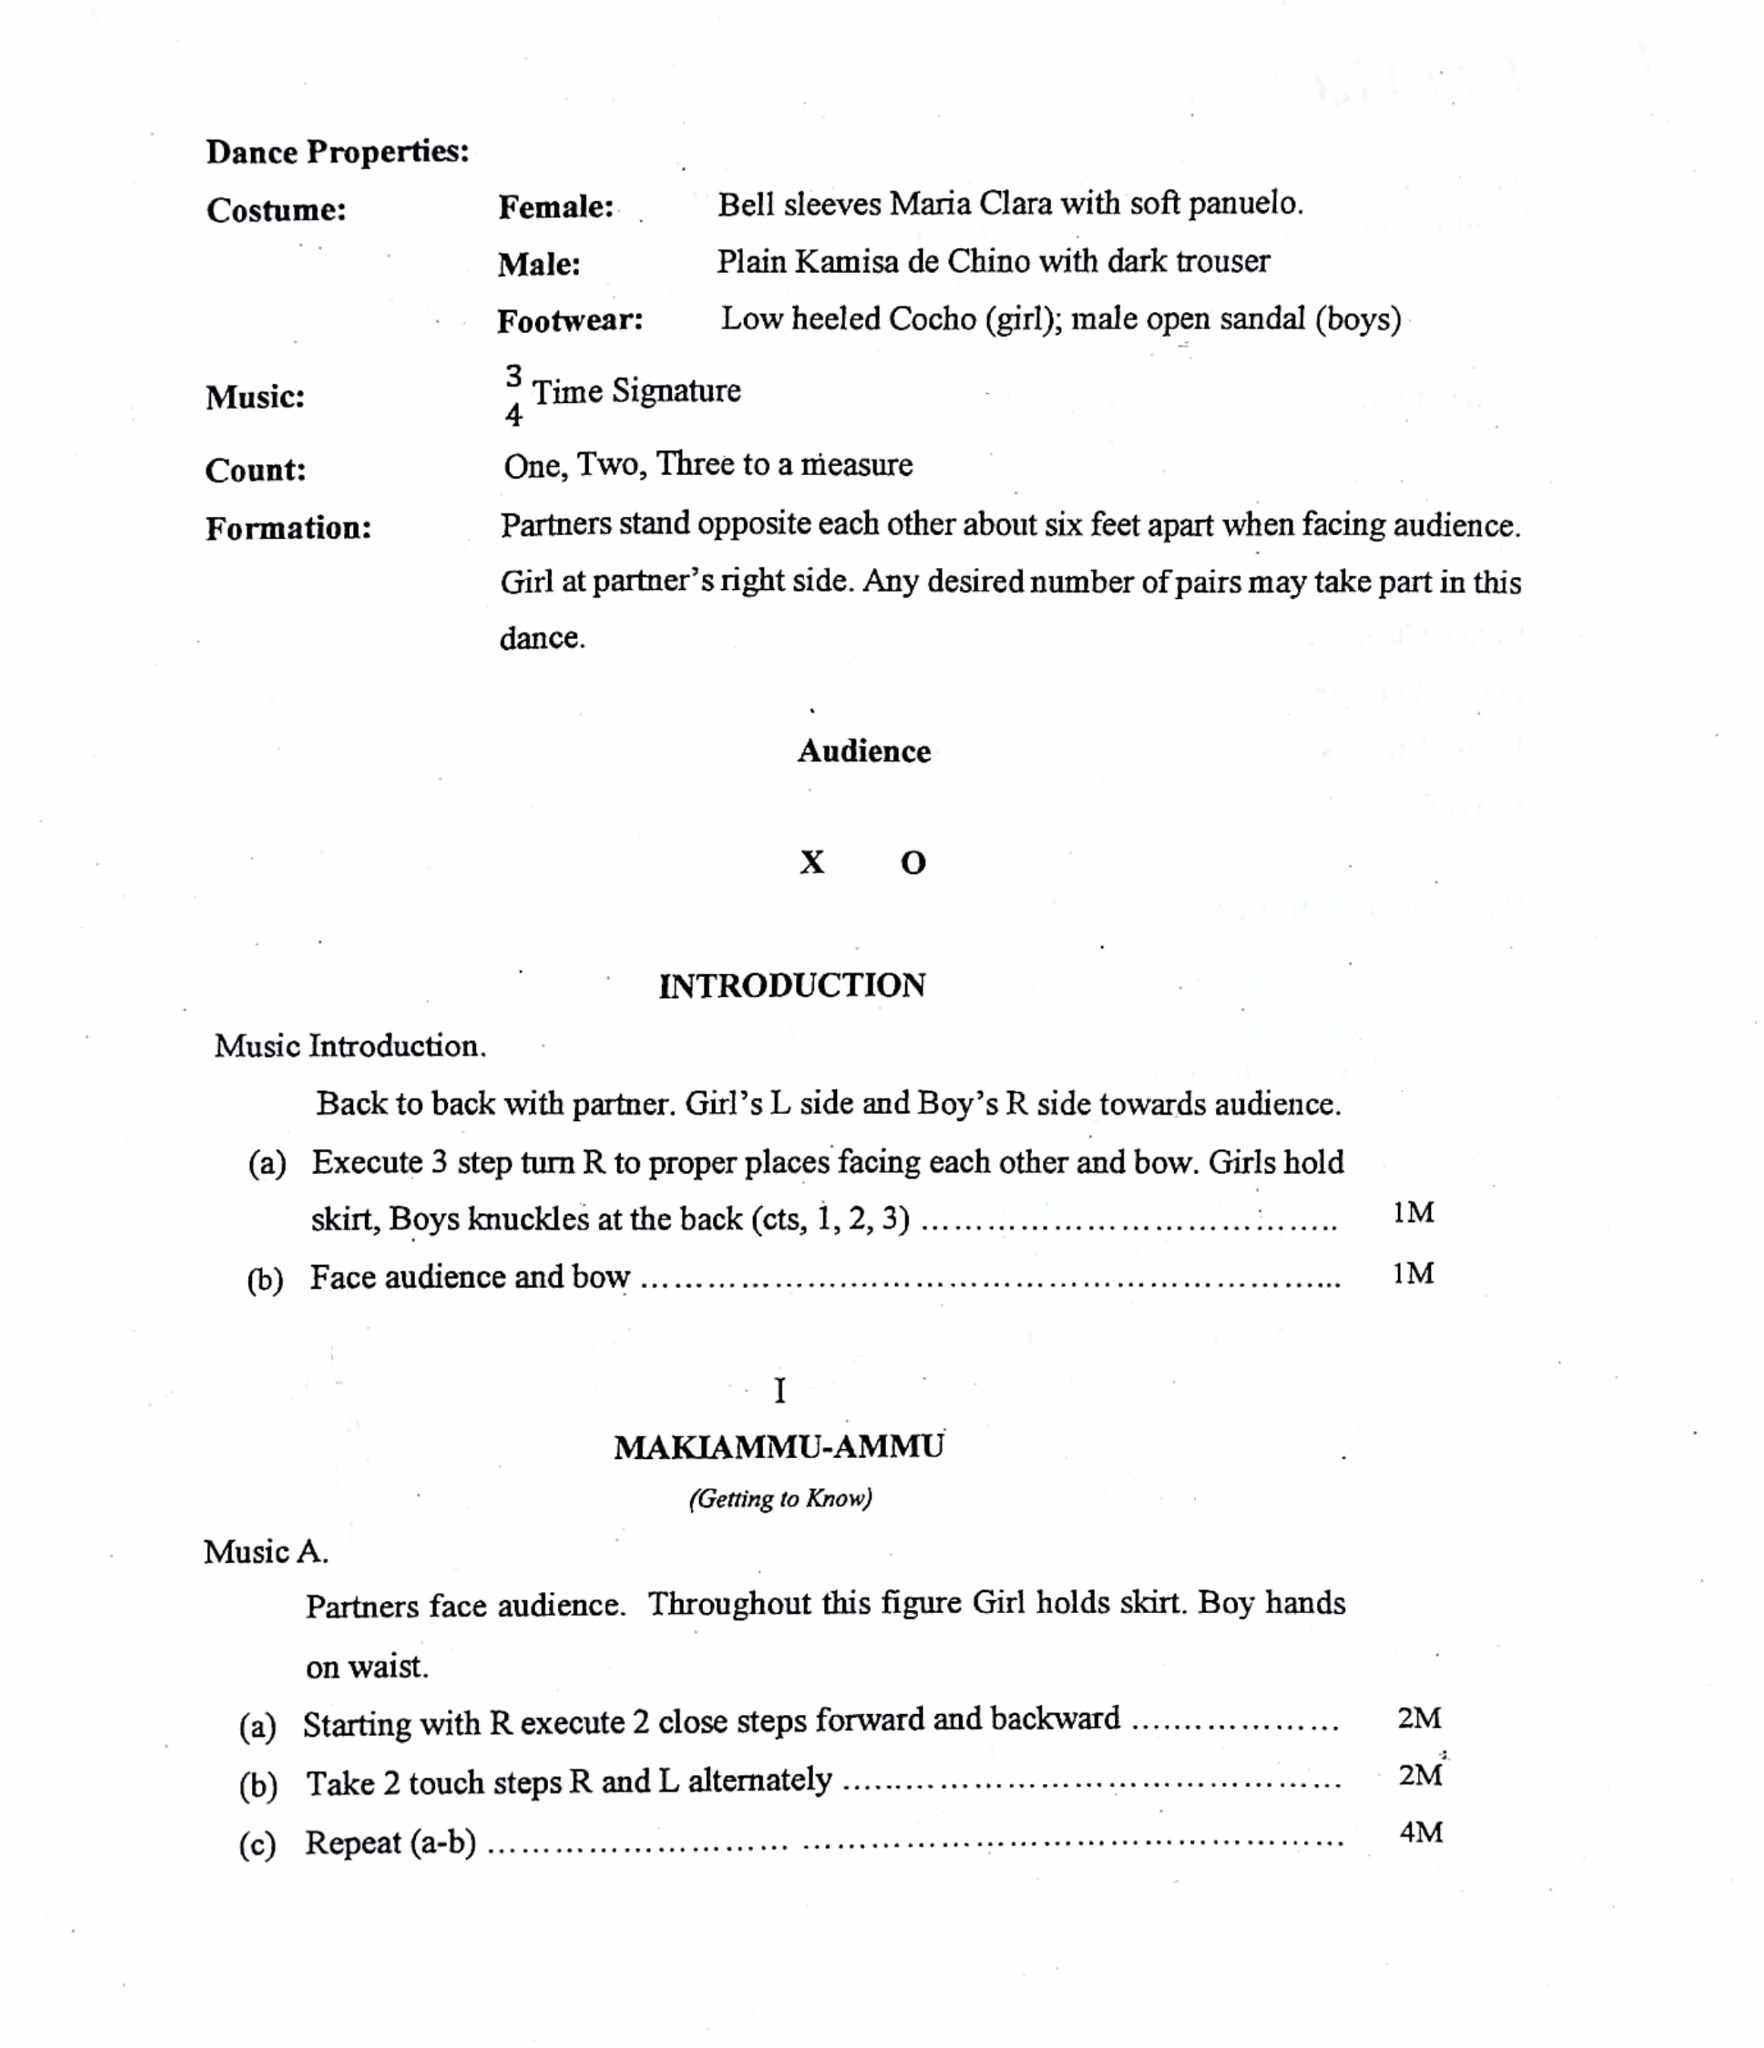 Dance Properties:
Costume: Female: Bell sleeves Maria Clara with soft panuelo.
Male: Plain Kamisa de Chino with dark trouser
Footwear: Low heeled Cocho (girl); male open sandal (boys)
Music: 3/4 Time Signature
Count: One, Two, Three to a measure
Formation: Partners stand opposite each other about six feet apart when facing audience.
Girl at partner's right side. Any desired number of pairs may take part in this
dance.
Audience
X O
INTRODUCTION
Music Introduction.
Back to back with partner. Girl's L side and Boy's R side towards audience.
(a) Execute 3 step turn R to proper places facing each other and bow. Girls hold
skirt, Boys knuckles at the back (cts, 1, 2, 3) ........................................ 1M
(b) Face audience and bow ................................................................ 1M
I
MAKIAMMU-AMMU
(Getting to Know)
Music A.
Partners face audience. Throughout this figure Girl holds skirt. Boy hands
on waist.
(a) Starting with R execute 2 close steps forward and backward ................... 2M
(b) Take 2 touch steps R and L alternately ............................................. 2M
(c) Repeat (a-b) ........................... ................................................ 4M